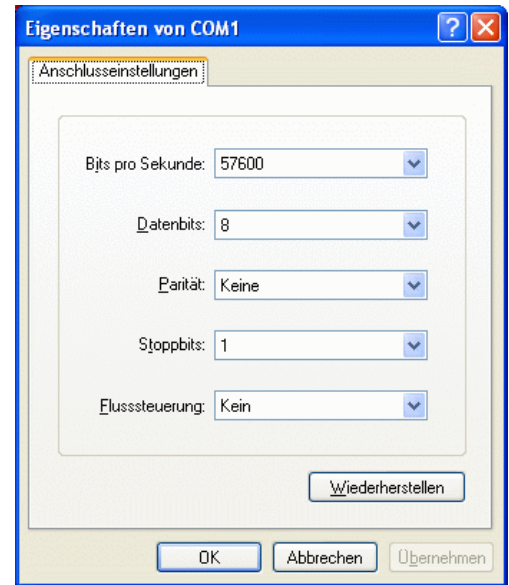 Eigenschaften von COM1
Anschlusseinstellungen
Bits pro Sekunde: 57600
Datenbits: 8
Parität: Keine
Stoppbits: 1
Flusssteuerung: Kein
Wiederherstellen
OK Abbrechen Übernehmen